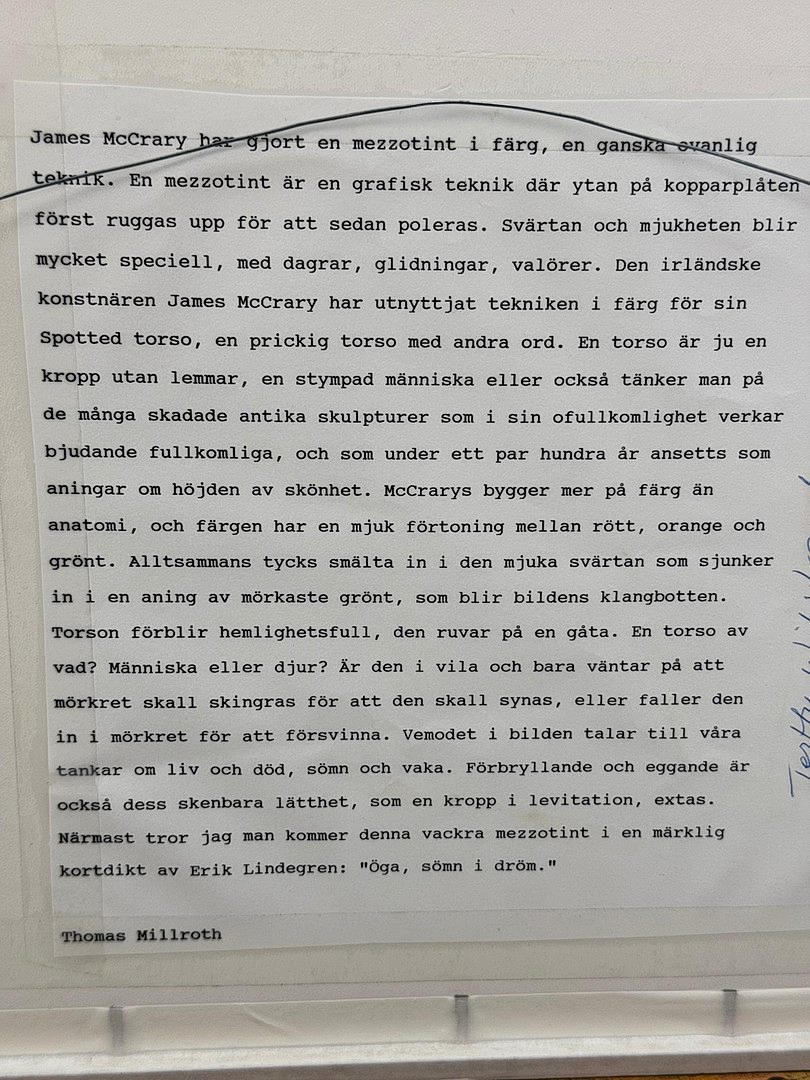 James McCrary har gjort en mezzotint i färg, en ganska ovanlig
teknik. En mezzotint är en grafisk teknik där ytan på kopparplåten
först ruggas upp för att sedan poleras. Svärtan och mjukheten blir
mycket speciell, med dagrar, glidningar, valörer. Den irländske
konstnären James McCrary har utnyttjat tekniken i färg för sin
Spotted torso, en prickig torso med andra ord. En torso är ju en
kropp utan lemmar, en stympad människa eller också tänker man på
de många skadade antika skulpturer som i sin ofullkomlighet verkar
bjudande fullkomliga, och som under ett par hundra år ansetts som
aningar om höjden av skönhet. McCrarys bygger mer på färg än
anatomi, och färgen har en mjuk förtoning mellan rött, orange och
grönt. Alltsammans tycks smälta in i den mjuka svärtan som sjunker
in i en aning av mörkaste grönt, som blir bildens klangbotten.
Torson förblir hemlighetsfull, den ruvar på en gåta. En torso av
vad? Människa eller djur? Är den i vila och bara väntar på att
mörkret skall skingras för att den skall synas, eller faller den
in i mörkret för att försvinna. Vemodet i bilden talar till våra
tankar om liv och död, sömn och vaka. Förbryllande och eggande är
också dess skenbara lätthet, som en kropp i levitation, extas.
Närmast tror jag man kommer denna vackra mezzotint i en märklig
kortdikt av Erik Lindegren: "Öga, sömn i dröm."
Thomas Millroth